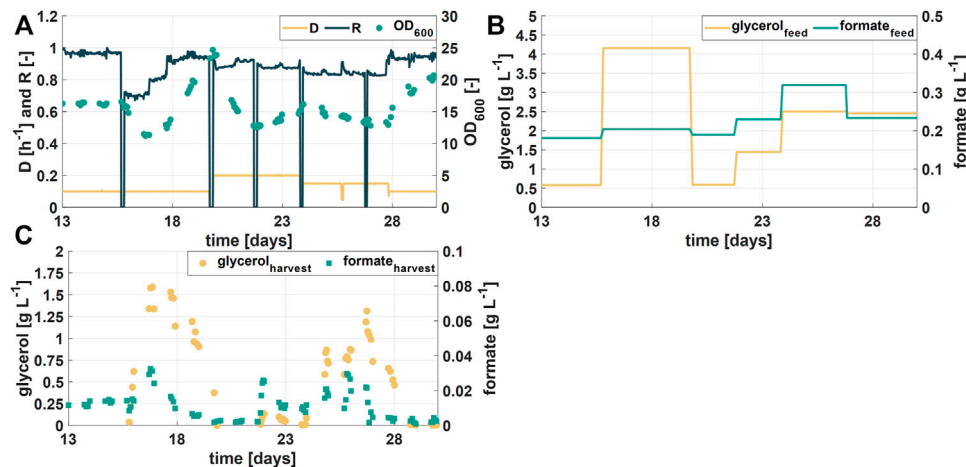 A
D R OD600
1.2
1
0.8
0.6
0.4
0.2
0
D [h-1] and R [-]
30
25
20
15
10
5
0
OD600 [-]
13 18 23 28
time [days]
B
glycerolfeed formatefeed
5
4.5
4
3.5
3
2.5
2
1.5
1
0.5
0
glycerol [g L-1]
0.5
0.4
0.3
0.2
0.1
0
formate [g L-1]
13 18 23 28
time [days]
C
glycerolharvest formateharvest
2
1.75
1.5
1.25
1
0.75
0.5
0.25
0
glycerol [g L-1]
0.1
0.08
0.06
0.04
0.02
0
formate [g L-1]
13 18 23 28
time [days]